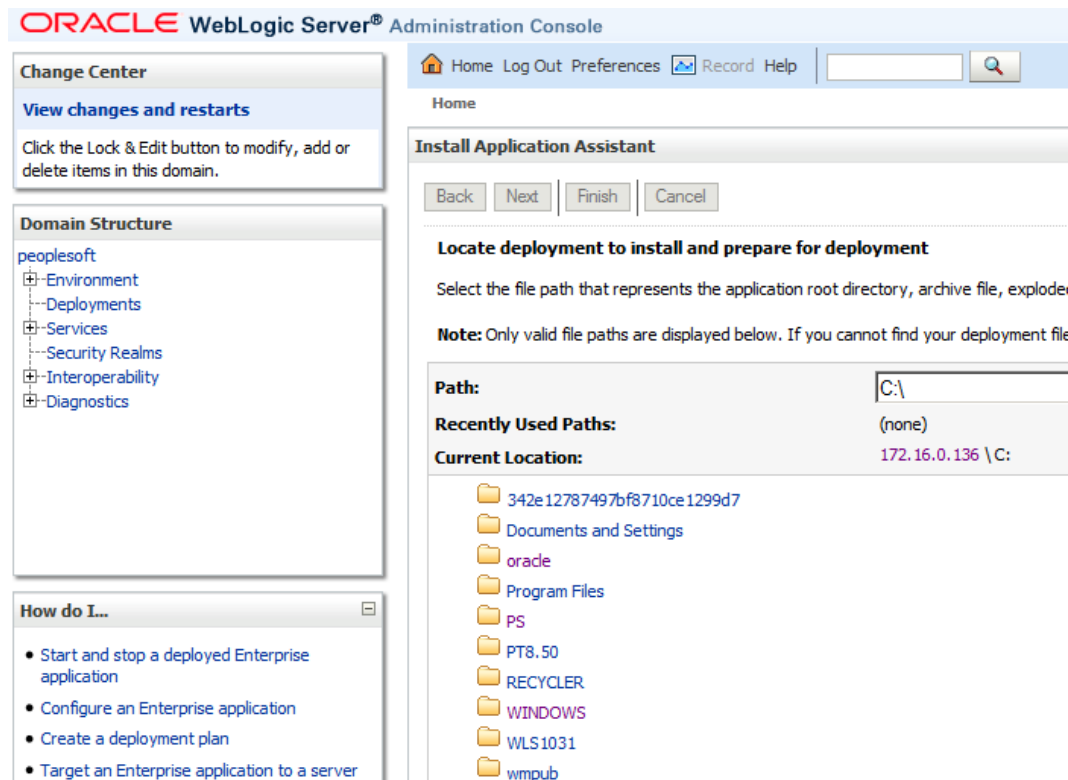 ORACLE WebLogic Server® Administration Console
Change Center
View changes and restarts
Click the Lock & Edit button to modify, add or
delete items in this domain.
Domain Structure
peoplesoft
Environment
Deployments
Services
Security Realms
Interoperability
Diagnostics
How do I...
Start and stop a deployed Enterprise
application
Configure an Enterprise application
Create a deployment plan
Target an Enterprise application to a server
Home Log Out Preferences Record Help
Home
Install Application Assistant
Back Next Finish Cancel
Locate deployment to install and prepare for deployment
Select the file path that represents the application root directory, archive file, exploded
Note: Only valid file paths are displayed below. If you cannot find your deployment file
Path: C:\
Recently Used Paths: (none)
Current Location: 172.16.0.136 \ C:
342e12787497bf8710ce1299d7
Documents and Settings
oracle
Program Files
PS
PT8.50
RECYCLER
WINDOWS
WLS1031
wmpub